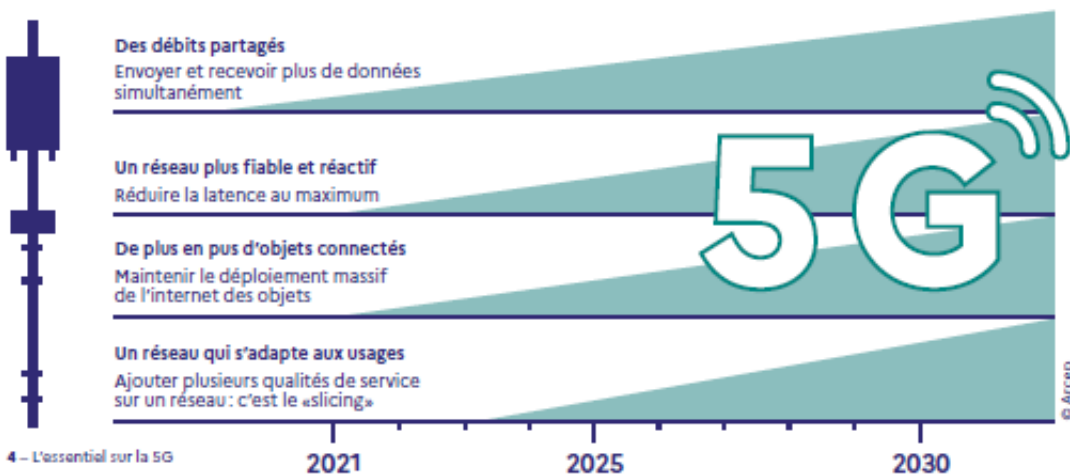 Des débits partagés
Envoyer et recevoir plus de données
simultanément
Un réseau plus fiable et réactif
Réduire la latence au maximum
De plus en pus d'objets connectés
Maintenir le déploiement massif
de l'internet des objets
Un réseau qui s'adapte aux usages
Ajouter plusieurs qualités de service
sur un réseau : c'est le «slicing»
5G
© Arcep
4 – L'essentiel sur la 5G
2021
2025
2030